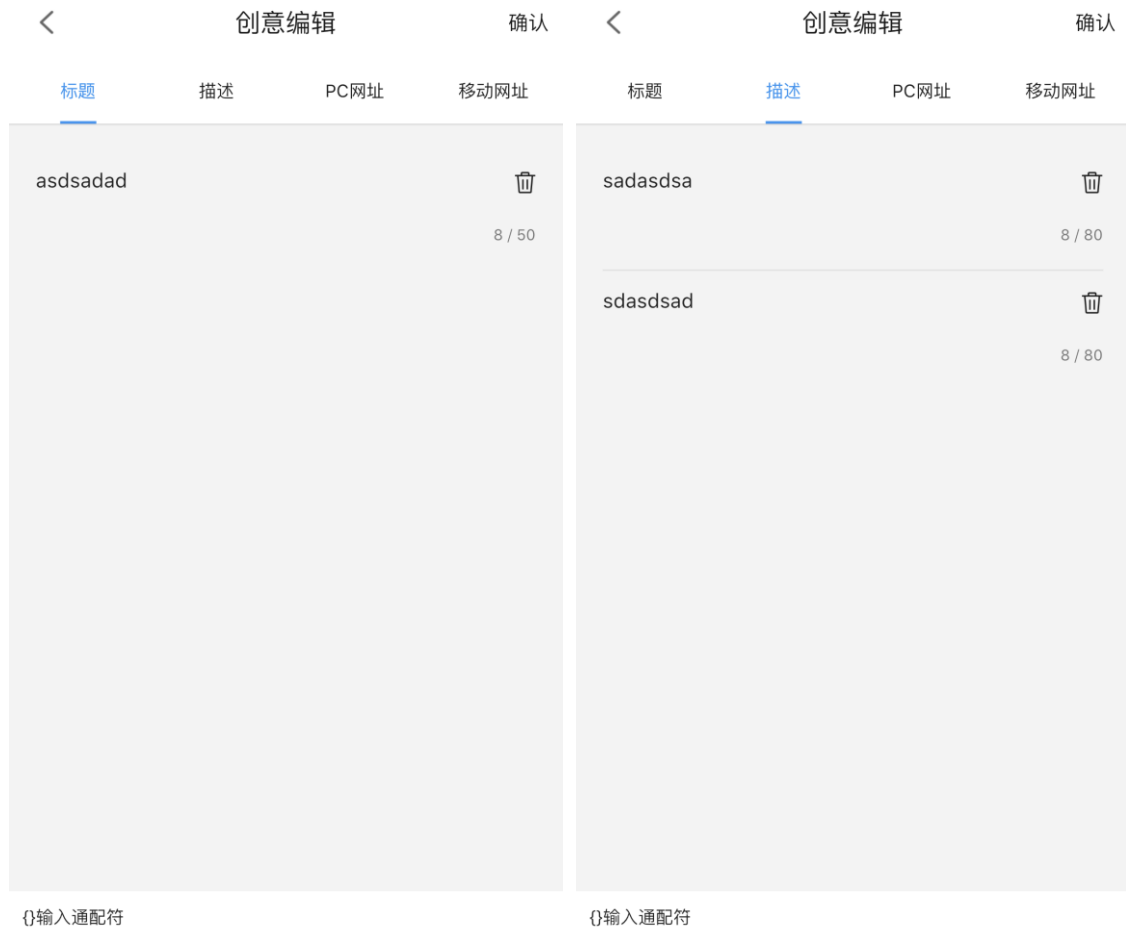 创意编辑 确认
标题 描述 PC网址 移动网址
asdsadad
8 / 50
{}输入通配符
创意编辑 确认
标题 描述 PC网址 移动网址
sadasdsa
8 / 80
sdasdsad
8 / 80
{}输入通配符